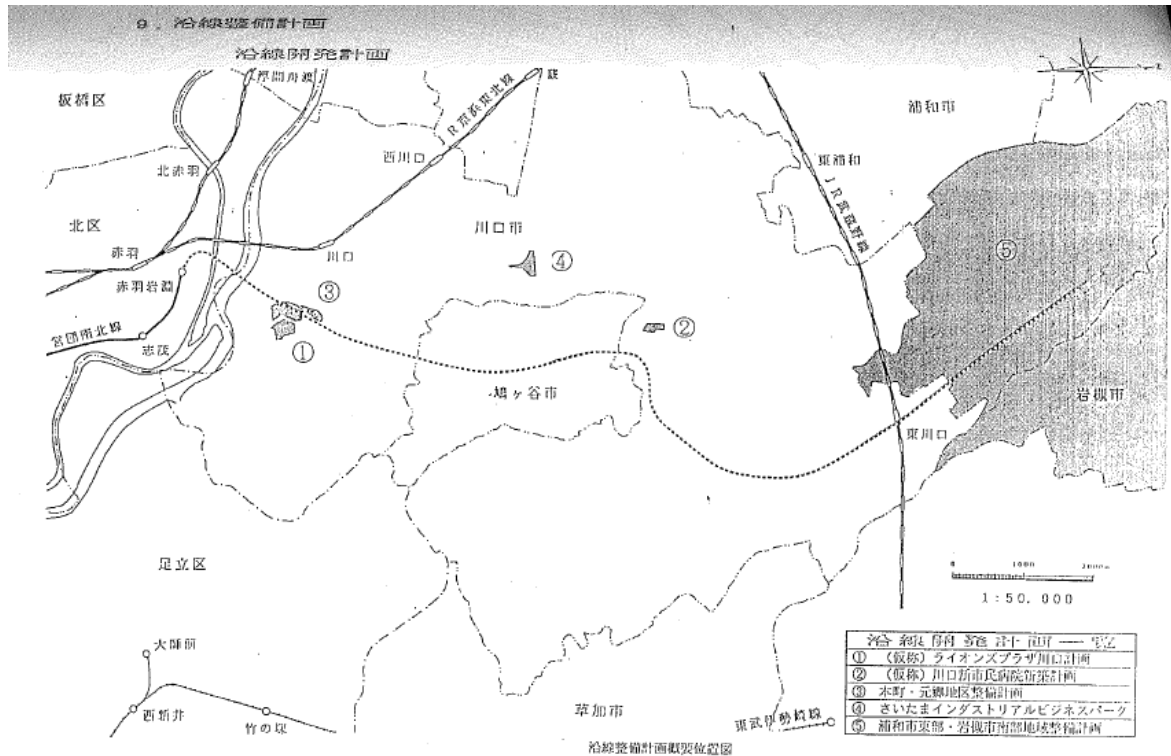 9．沿線整備計画
沿線開発計画
板橋区
浮間舟渡
蕨
浦和市
JR京浜東北線
西川口
東浦和
北赤羽
JR武蔵野線
北区
川口市
赤羽
川口
④
⑤
赤羽岩淵
③
営団南北線
志茂
①
②
鳩ヶ谷市
岩槻市
東川口
足立区
0 1000 2000m
1:50,000
大師前
西新井
竹の塚
草加市
東武伊勢崎線
沿線開発計画一覧
① （仮称）ライオンズプラザ川口計画
② （仮称）川口新市民病院新築計画
③ 本町・元郷地区整備計画
④ さいたまインダストリアルビジネスパーク
⑤ 浦和市東部・岩槻市南部地域整備計画
沿線整備計画概要位置図